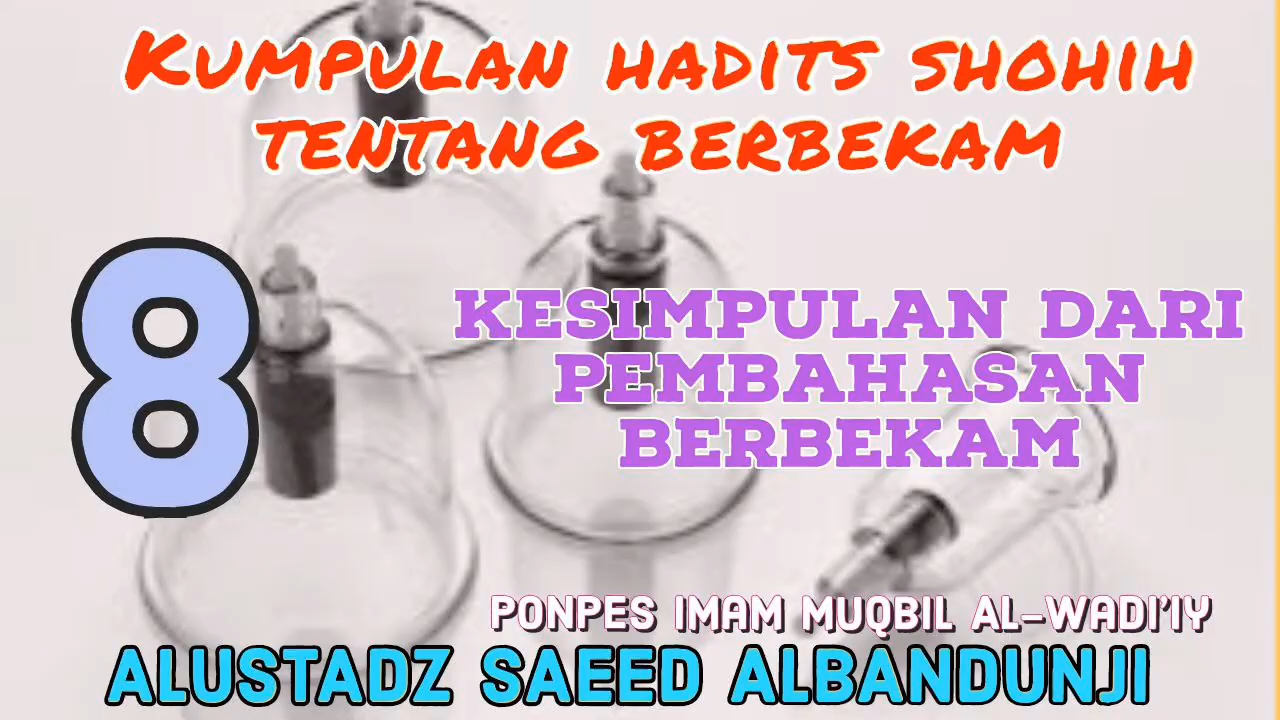 KUMPULAN HADITS SHOHIH
TENTANG BERBEKAM
8
KESIMPULAN DARI
PEMBAHASAN
BERBEKAM
PONPES IMAM MUQBIL AL-WADI'IY
ALUSTADZ SAEED ALBANDUNJI